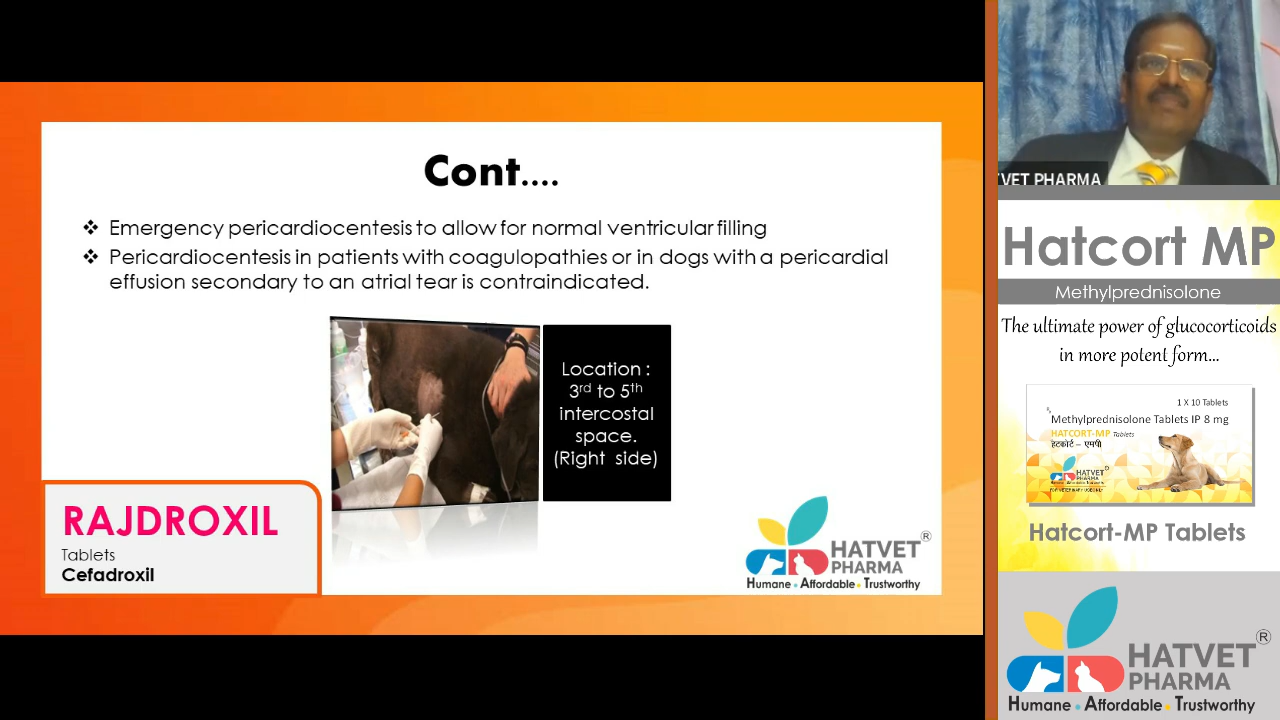 Cont....
❖ Emergency pericardiocentesis to allow for normal ventricular filling
❖ Pericardiocentesis in patients with coagulopathies or in dogs with a pericardial
effusion secondary to an atrial tear is contraindicated.
Location :
3rd to 5th
intercostal
space.
(Right side)
RAJDROXIL
Tablets
Cefadroxil
HATVET®
PHARMA
Humane • Affordable • Trustworthy
VET PHARMA
Hatcort MP
Methylprednisolone
The ultimate power of glucocorticoids
in more potent form...
1 X 10 Tablets
Methylprednisolone Tablets IP 8 mg
HATCORT-MP Tablets
हेटकॉर्ट – एमपी
HATVET
PHARMA
Hatcort-MP Tablets
HATVET®
PHARMA
Humane • Affordable • Trustworthy